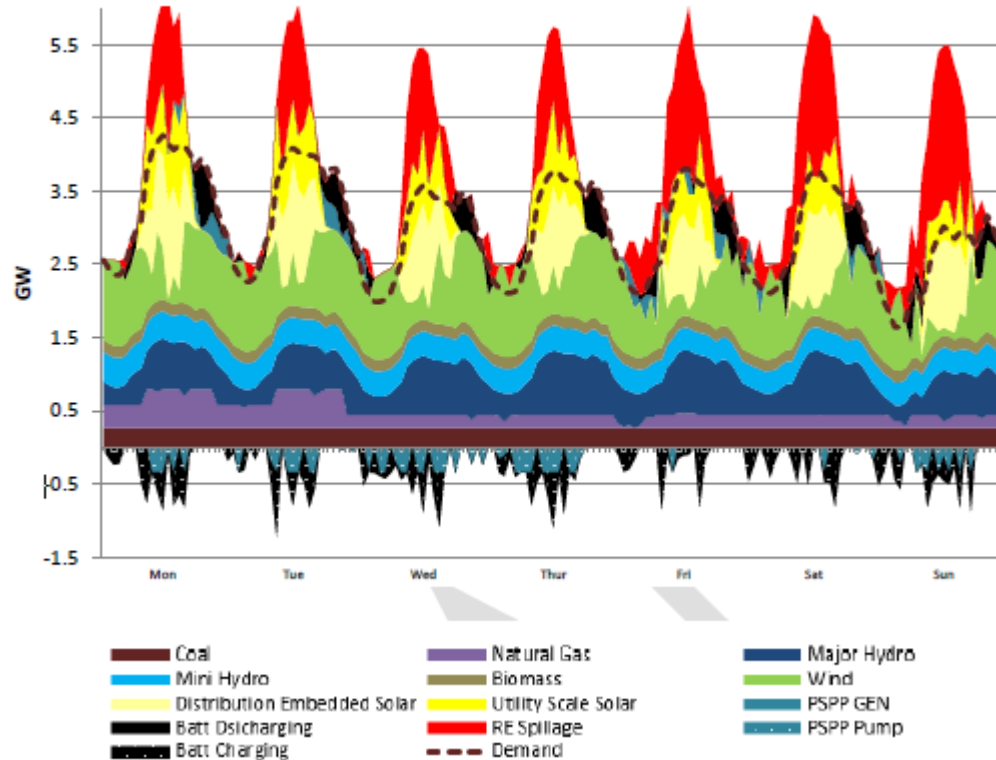 5.5
4.5
3.5
GW
2.5
1.5
0.5
-0.5
-1.5
Mon Tue Wed Thur Fri Sat Sun
Coal Natural Gas Major Hydro
Mini Hydro Biomass Wind
Distribution Embedded Solar Utility Scale Solar PSPP GEN
Batt Dsicharging RE Spillage PSPP Pump
Batt Charging Demand